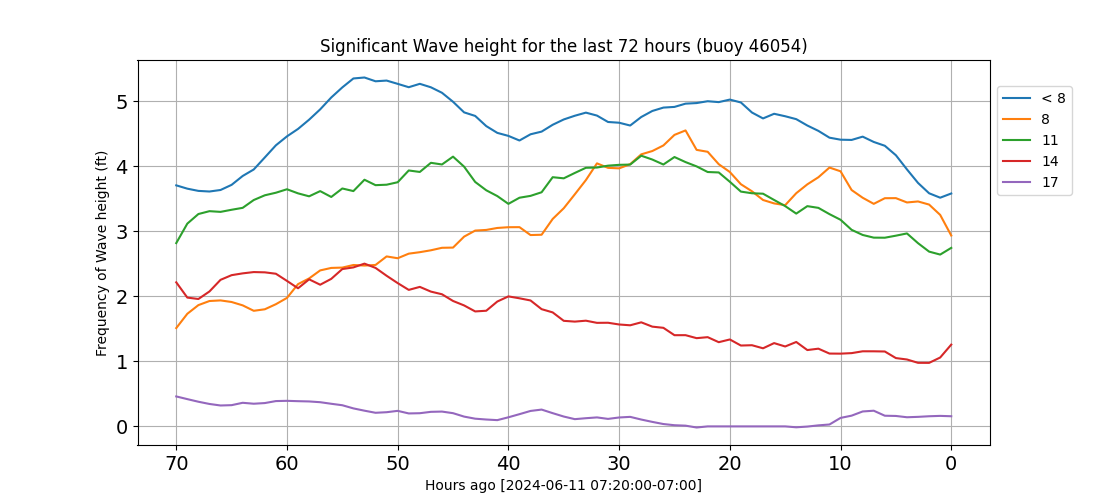 Significant Wave height for the last 72 hours (buoy 46054)
Frequency of Wave height (ft)
5
4
3
2
1
0
70 60 50 40 30 20 10 0
Hours ago [2024-06-11 07:20:00-07:00]
< 8
8
11
14
17